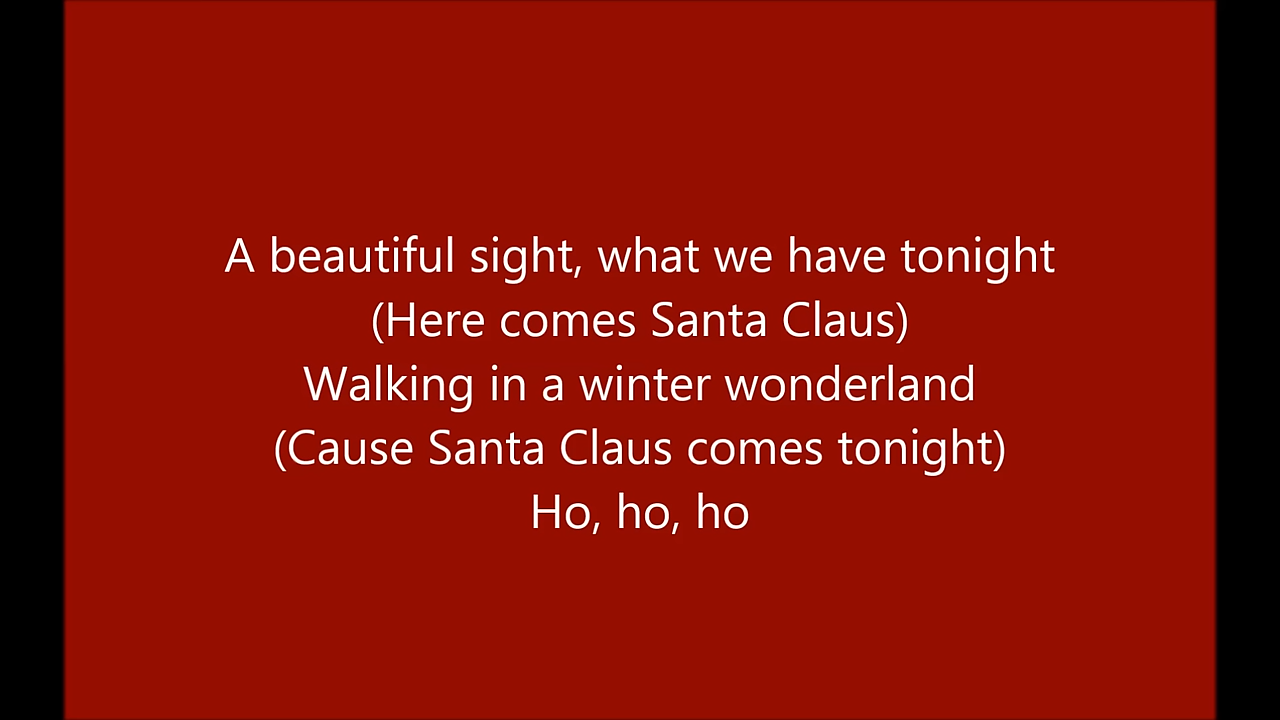 A beautiful sight, what we have tonight
(Here comes Santa Claus)
Walking in a winter wonderland
(Cause Santa Claus comes tonight)
Ho, ho, ho